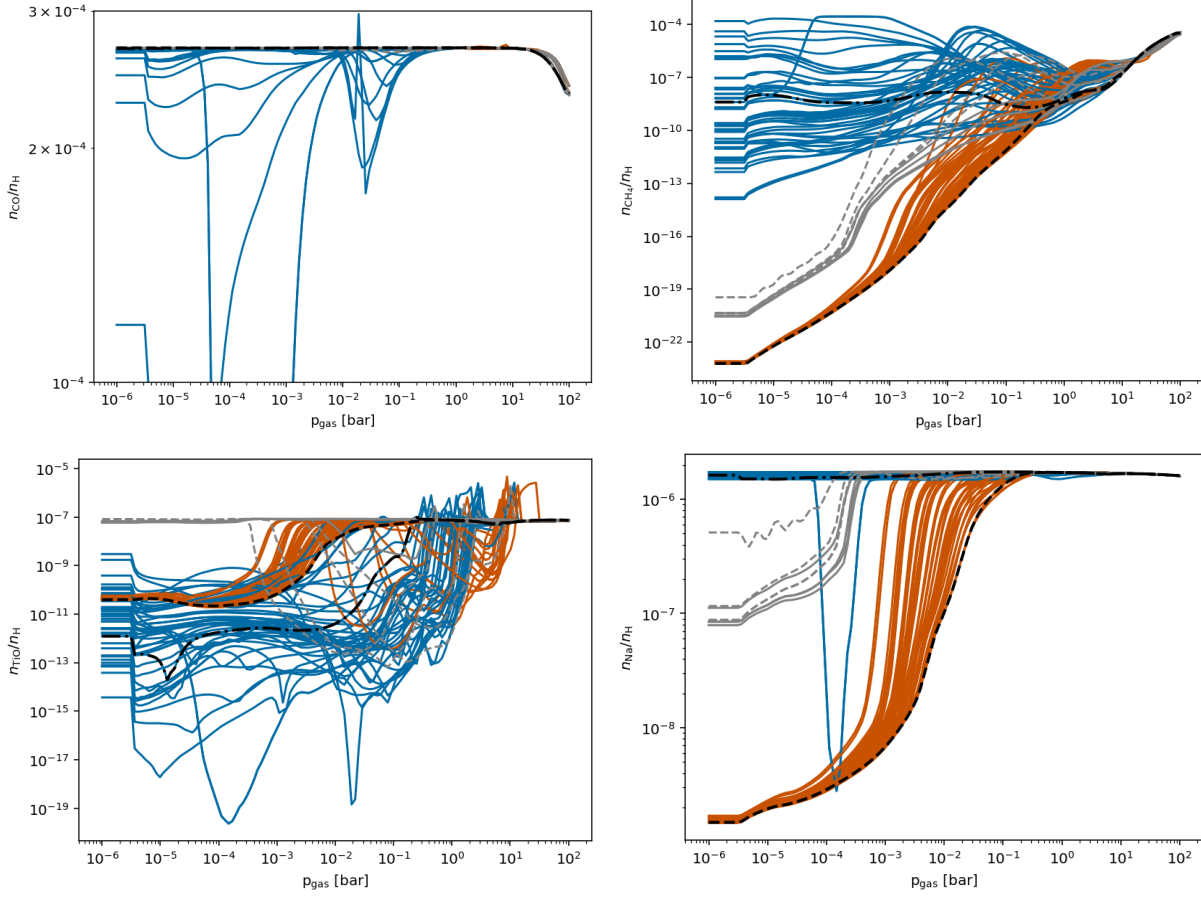 3 × 10⁻⁴
2 × 10⁻⁴
10⁻⁴
n_CO/n_H
10⁻⁶ 10⁻⁵ 10⁻⁴ 10⁻³ 10⁻² 10⁻¹ 10⁰ 10¹ 10²
p_gas [bar]
10⁻⁴
10⁻⁷
10⁻¹⁰
10⁻¹³
10⁻¹⁶
10⁻¹⁹
10⁻²²
n_CH₄/n_H
10⁻⁶ 10⁻⁵ 10⁻⁴ 10⁻³ 10⁻² 10⁻¹ 10⁰ 10¹ 10²
p_gas [bar]
10⁻⁵
10⁻⁷
10⁻⁹
10⁻¹¹
10⁻¹³
10⁻¹⁵
10⁻¹⁷
10⁻¹⁹
n_TiO/n_H
10⁻⁶ 10⁻⁵ 10⁻⁴ 10⁻³ 10⁻² 10⁻¹ 10⁰ 10¹ 10²
p_gas [bar]
10⁻⁶
10⁻⁷
10⁻⁸
n_Na/n_H
10⁻⁶ 10⁻⁵ 10⁻⁴ 10⁻³ 10⁻² 10⁻¹ 10⁰ 10¹ 10²
p_gas [bar]